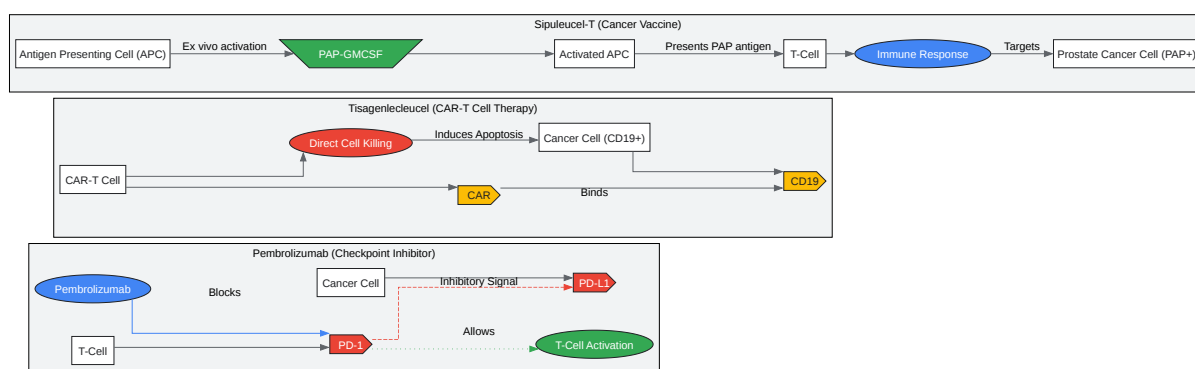 Sipuleucel-T (Cancer Vaccine)
Antigen Presenting Cell (APC)
Ex vivo activation
PAP-GMCSF
Activated APC
Presents PAP antigen
T-Cell
Immune Response
Targets
Prostate Cancer Cell (PAP+)
Tisagenlecleucel (CAR-T Cell Therapy)
Direct Cell Killing
Induces Apoptosis
Cancer Cell (CD19+)
CAR-T Cell
CAR
Binds
CD19
Pembrolizumab (Checkpoint Inhibitor)
Pembrolizumab
Blocks
Cancer Cell
Inhibitory Signal
PD-L1
T-Cell
PD-1
Allows
T-Cell Activation